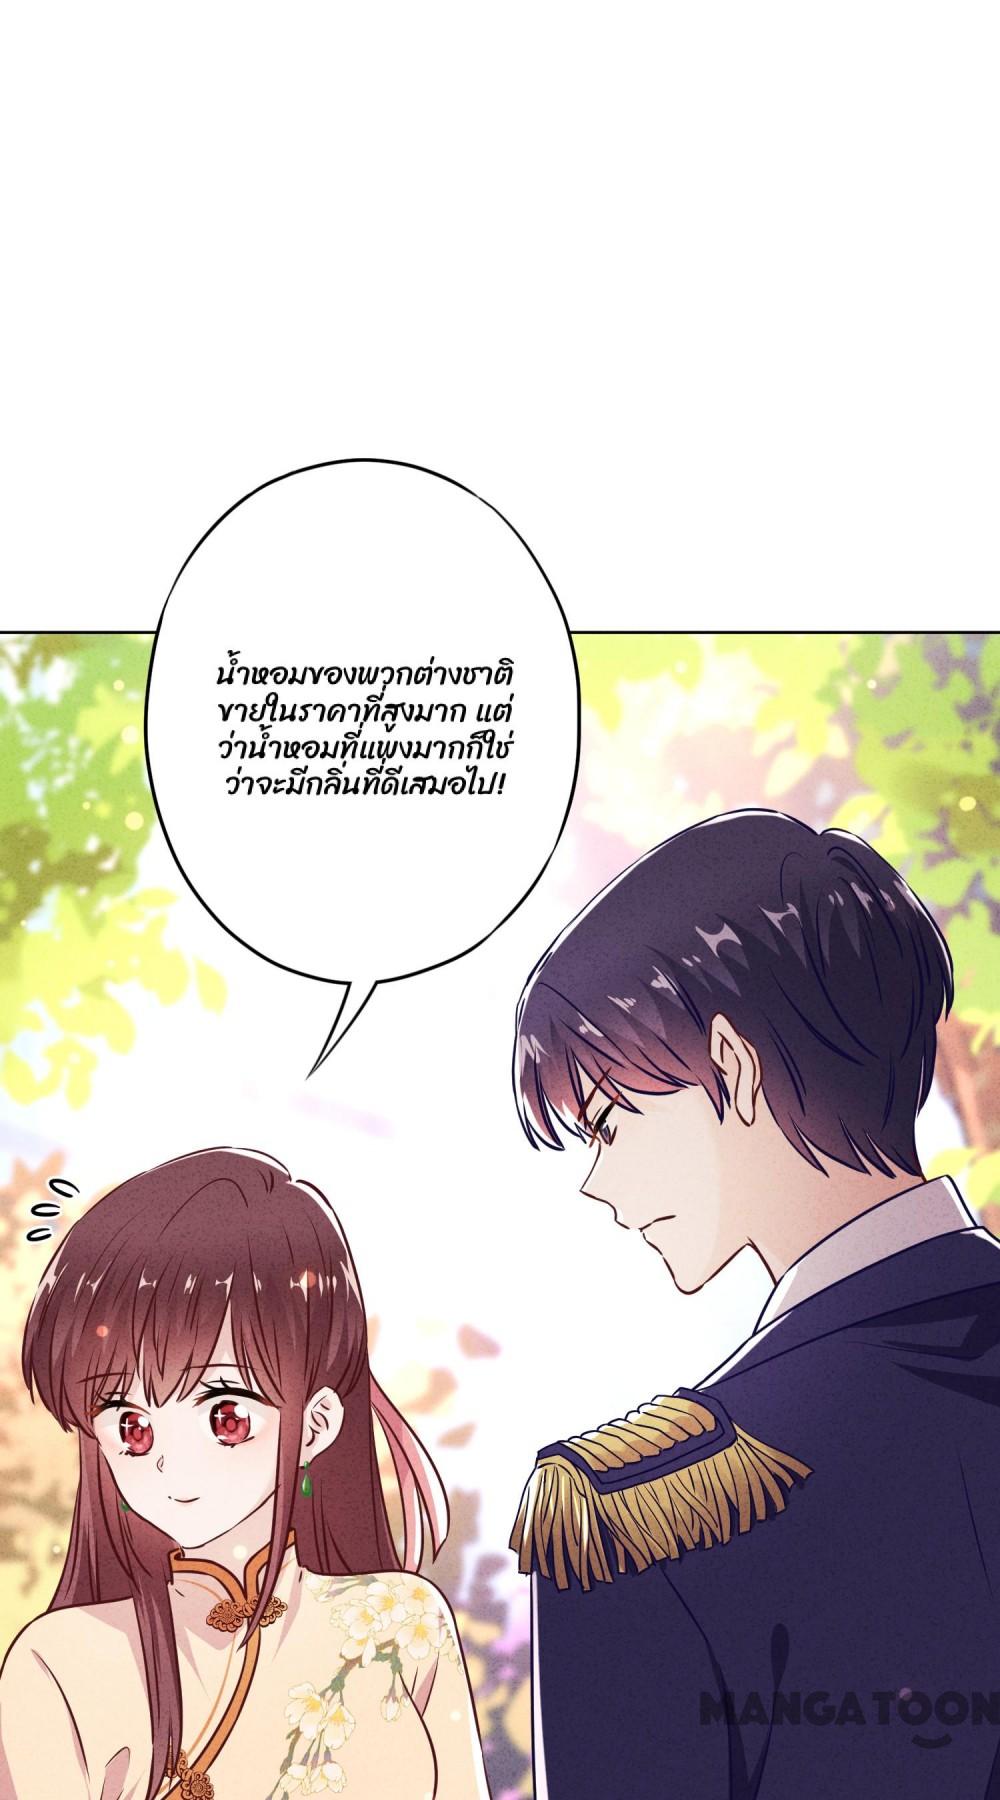 น้ำหอมของพวกต่างชาติ
ขายในราคาที่สูงมาก แต่
ว่าน้ำหอมที่แพงมากก็ใช่
ว่าจะมีกลิ่นที่ดีเสมอไป!
MANGATOON